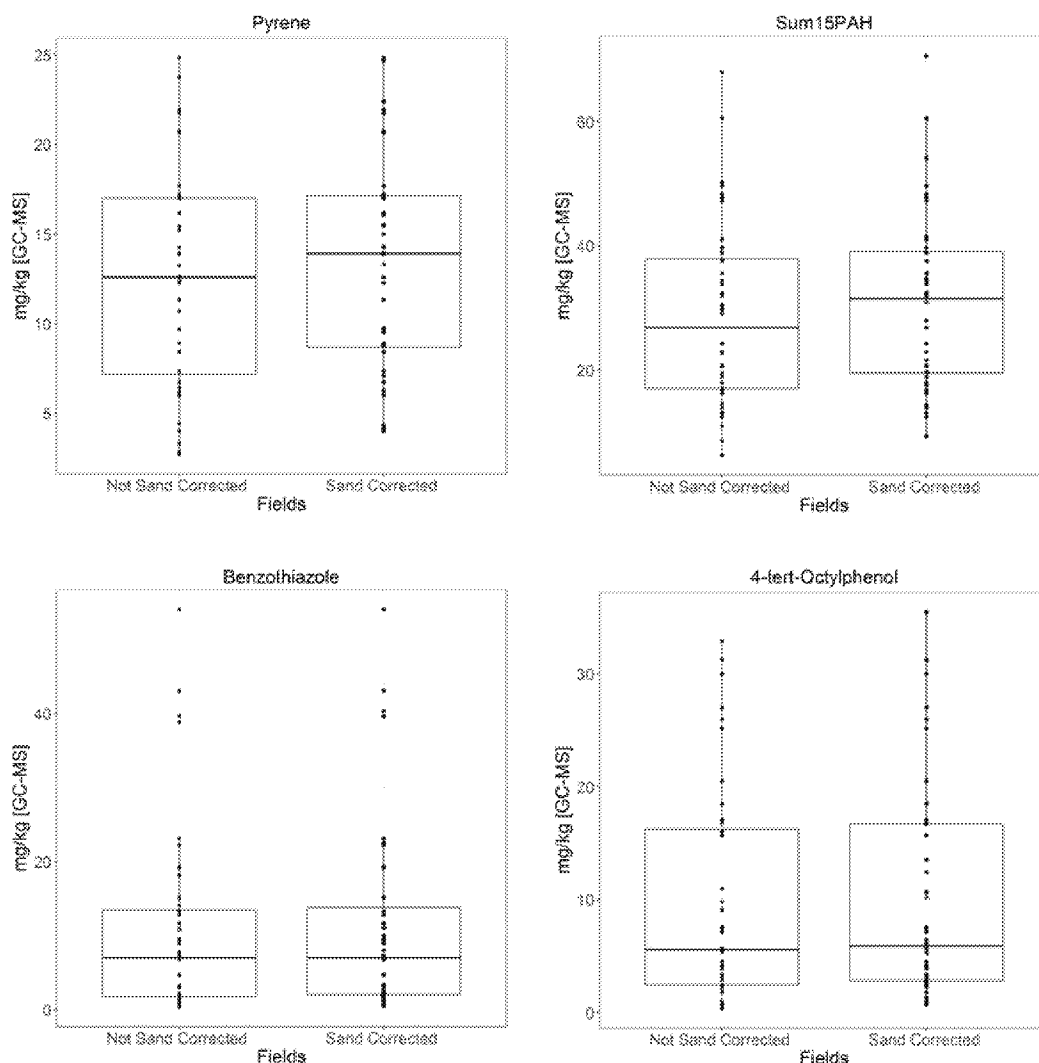 Pyrene
25
20
15
10
5
mg/kg [GC-MS]
Not Sand Corrected
Sand Corrected
Fields
Sum15PAH
60
40
20
mg/kg [GC-MS]
Not Sand Corrected
Sand Corrected
Fields
Benzothiazole
40
20
0
mg/kg [GC-MS]
Not Sand Corrected
Sand Corrected
Fields
4-tert-Octylphenol
30
20
10
0
mg/kg [GC-MS]
Not Sand Corrected
Sand Corrected
Fields